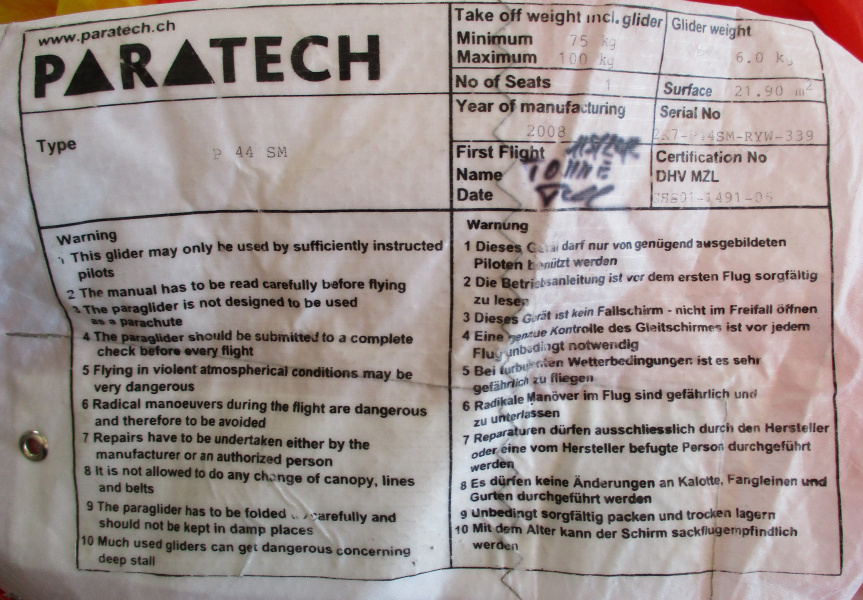 www.paratech.ch
PARATECH
Type
P 44 SM
Take off weight incl. glider
Minimum 75 kg
Maximum 100 kg
Glider weight
6.0 kg
No of Seats 1
Surface 21.90 m²
Year of manufacturing
2008
Serial No
44SM-RYW-339
First Flight
Name
Date
Certification No
DHV MZL
Warning
1 This glider may only be used by sufficiently instructed
pilots
2 The manual has to be read carefully before flying
3 The paraglider is not designed to be used
as a parachute
4 The paraglider should be submitted to a complete
check before every flight
5 Flying in violent atmospherical conditions may be
very dangerous
6 Radical manoeuvers during the flight are dangerous
and therefore to be avoided
7 Repairs have to be undertaken either by the
manufacturer or an authorized person
8 It is not allowed to do any change of canopy, lines
and belts
9 The paraglider has to be folded carefully and
should not be kept in damp places
10 Much used gliders can get dangerous concerning
deep stall
Warnung
1 Dieses Gerät darf nur von genügend ausgebildeten
Piloten benützt werden
2 Die Betriebsanleitung ist vor dem ersten Flug sorgfältig
zu lesen
3 Dieses Gerät ist kein Fallschirm - nicht im Freifall öffnen
4 Eine genaue Kontrolle des Gleitschirmes ist vor jedem
Flug unbedingt notwendig
5 Bei turbulenten Wetterbedingungen ist es sehr
gefährlich zu fliegen
6 Radikale Manöver im Flug sind gefährlich und
zu unterlassen
7 Reparaturen dürfen ausschliesslich durch den Hersteller
oder eine vom Hersteller befugte Person durchgeführt
werden
8 Es dürfen keine Änderungen an Kalotte, Fangleinen und
Gurten durchgeführt werden
9 Unbedingt sorgfältig packen und trocken lagern
10 Mit dem Alter kann der Schirm sackflugempfindlich
werden